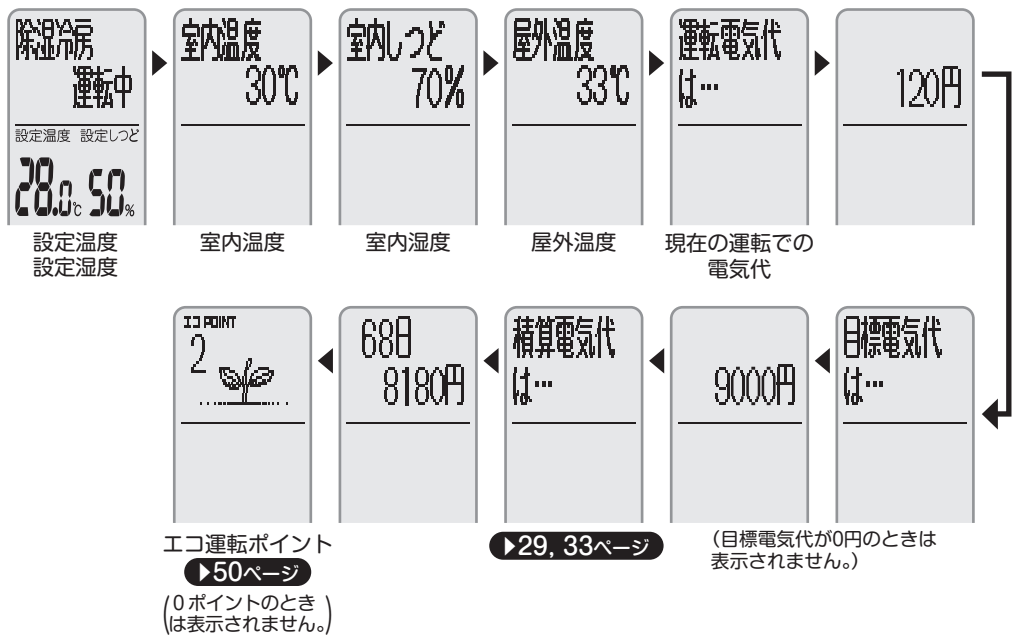 除湿冷房
運転中
設定温度 設定しつど
28.0℃ 50%
設定温度
設定湿度
室内温度
30℃
室内温度
室内しつど
70%
室内湿度
屋外温度
33℃
屋外温度
運転電気代
は…
現在の運転での
電気代
120円
目標電気代
は…
9000円
(目標電気代が0円のときは
表示されません。)
積算電気代
は…
▶29, 33ページ
68日
8180円
エコ POINT
2
エコ運転ポイント
▶50ページ
(0ポイントのとき
は表示されません。)